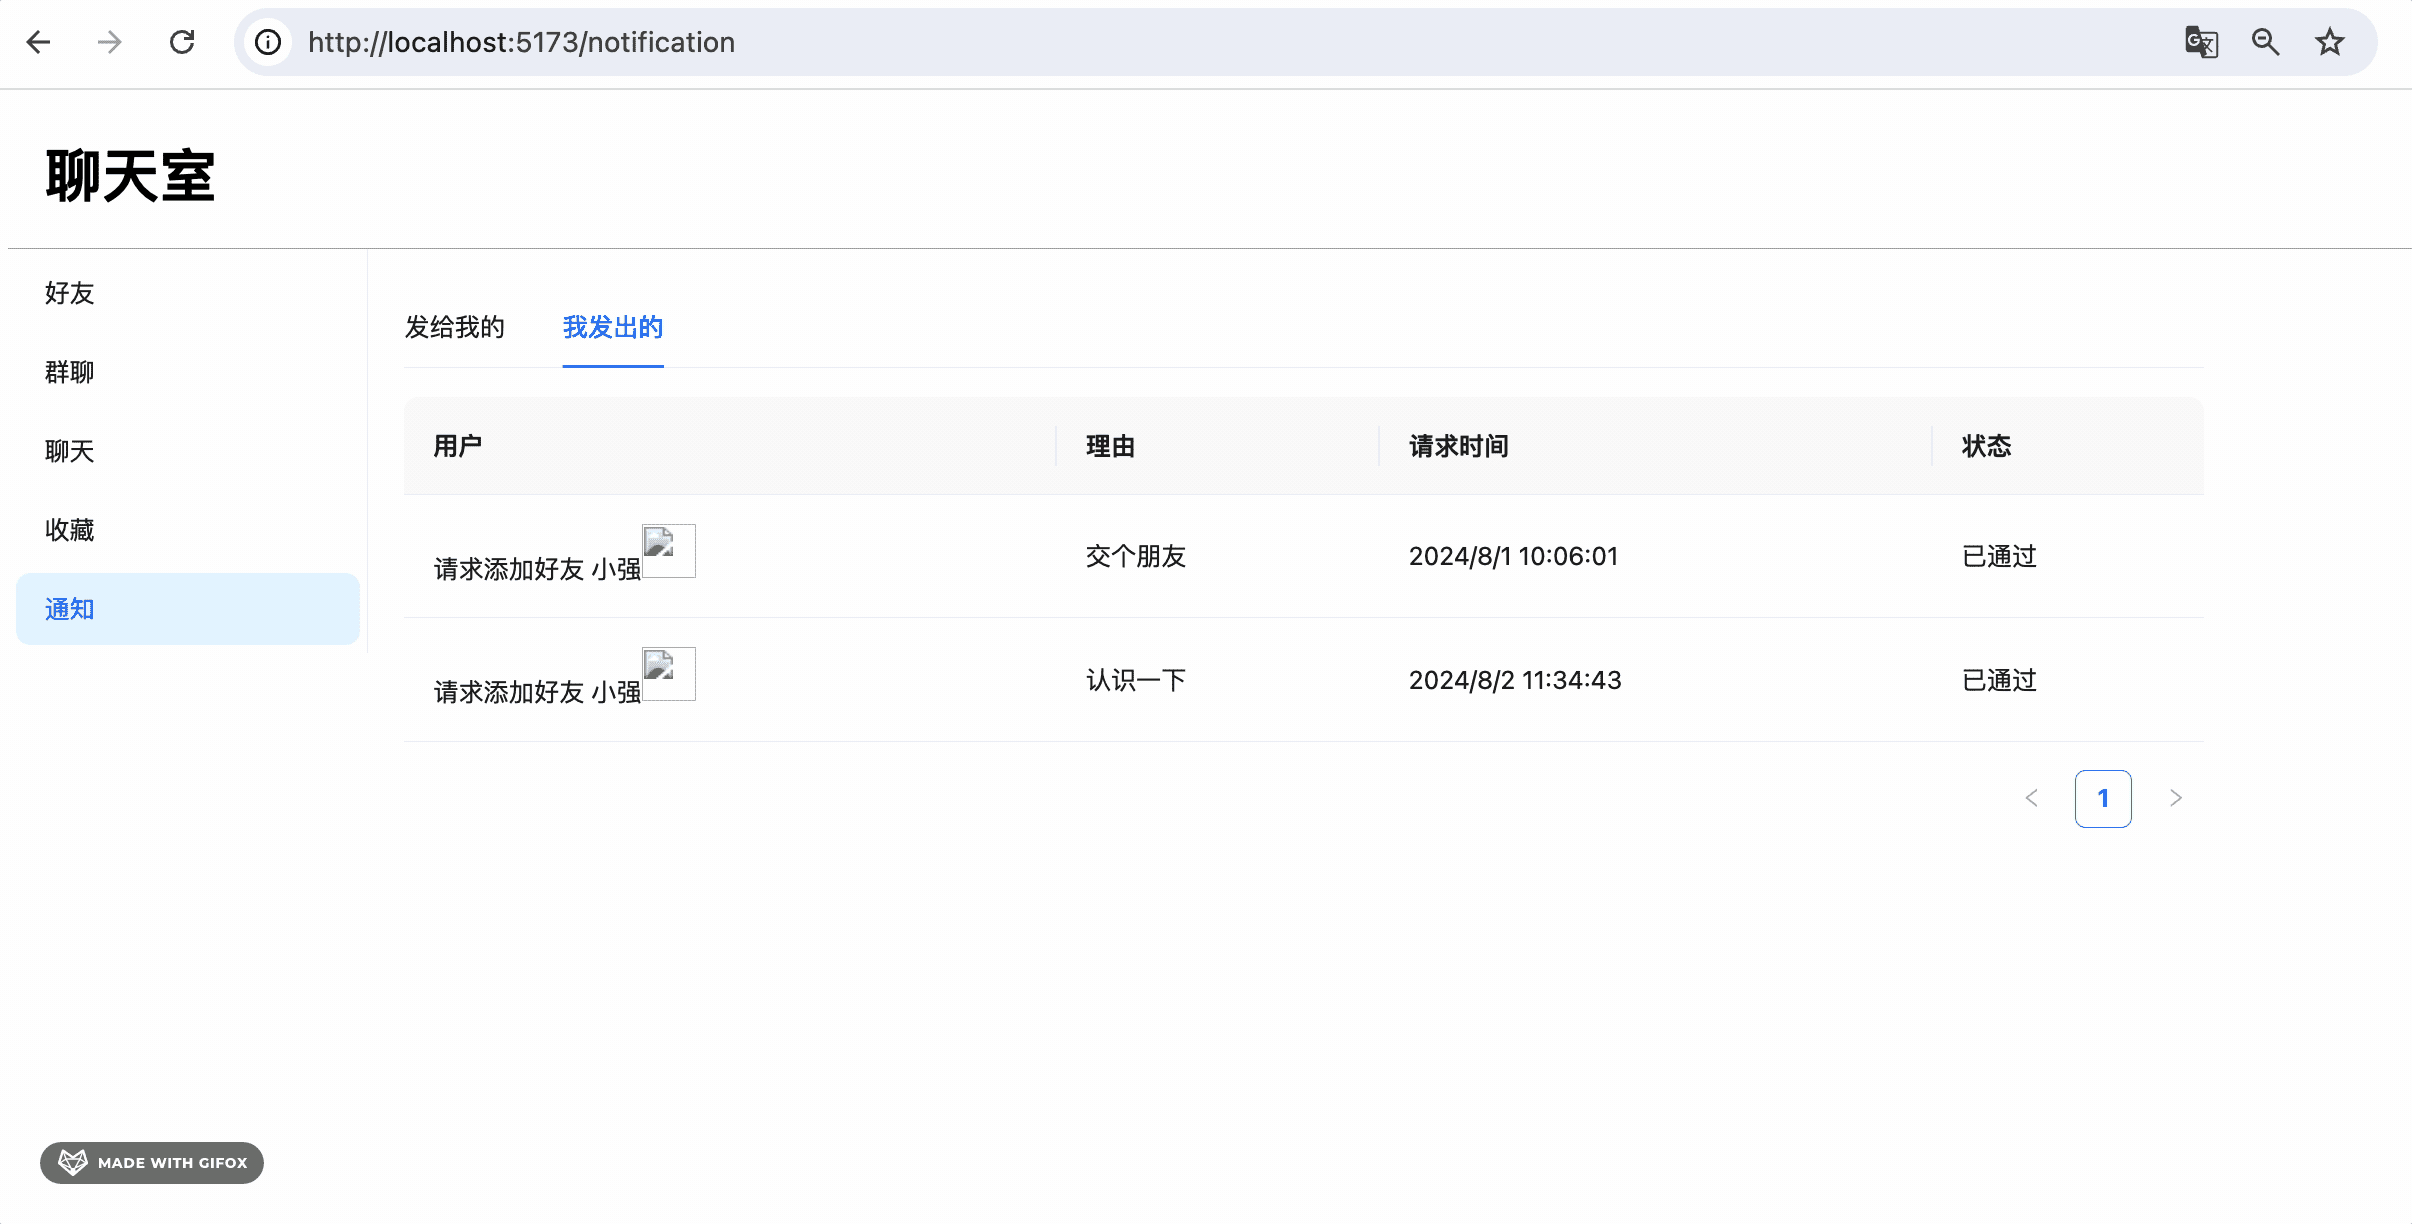 http://localhost:5173/notification
聊天室
好友
群聊
聊天
收藏
通知
发给我的 我发出的
用户 理由 请求时间 状态
请求添加好友 小强 交个朋友 2024/8/1 10:06:01 已通过
请求添加好友 小强 认识一下 2024/8/2 11:34:43 已通过
1
MADE WITH GIFOX